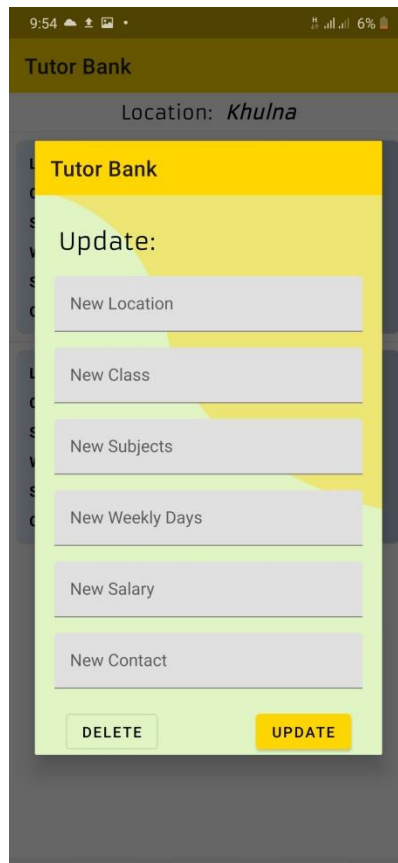 9:54
6%
Tutor Bank
Location: Khulna
L
Tutor Bank
Update:
New Location
New Class
New Subjects
New Weekly Days
New Salary
New Contact
DELETE UPDATE